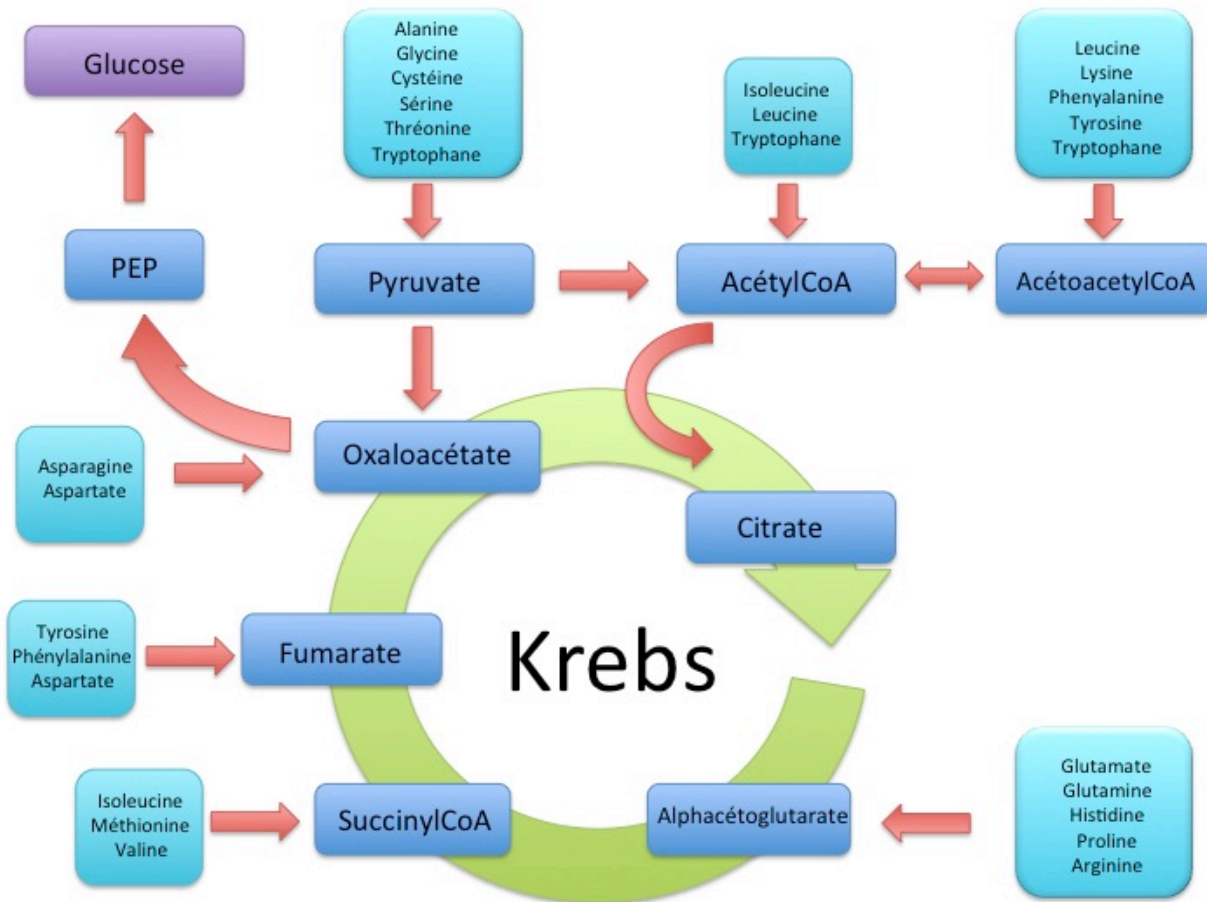 Glucose
Alanine
Glycine
Cystéine
Sérine
Thréonine
Tryptophane
Isoleucine
Leucine
Tryptophane
Leucine
Lysine
Phenyalanine
Tyrosine
Tryptophane
PEP
Pyruvate
AcétylCoA
AcétoacetylCoA
Asparagine
Aspartate
Oxaloacétate
Citrate
Tyrosine
Phénylalanine
Aspartate
Fumarate
Krebs
Isoleucine
Méthionine
Valine
SuccinylCoA
Alphacétoglutarate
Glutamate
Glutamine
Histidine
Proline
Arginine